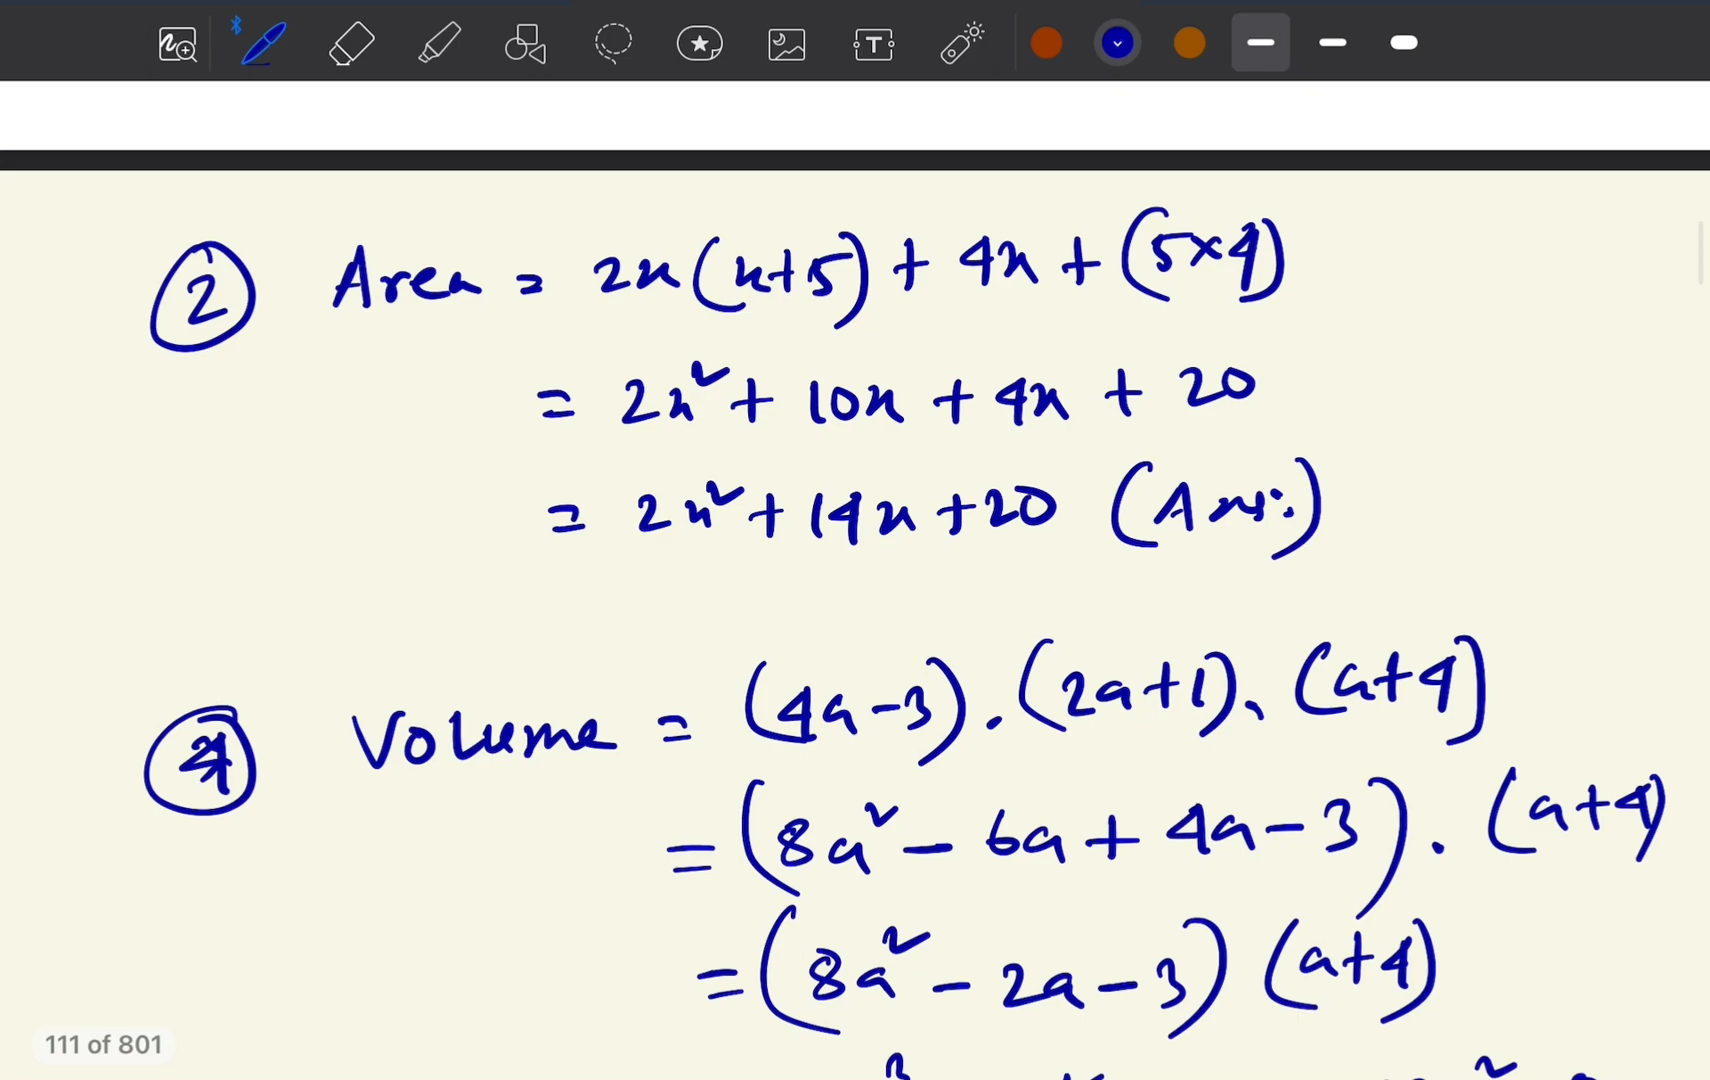 ② Area = 2x(x+5) + 4x + (5×4)
= 2x² + 10x + 4x + 20
= 2x² + 14x + 20 (Ans:)
④ Volume = (4a-3).(2a+1).(a+4)
= (8a² - 6a + 4a - 3).(a+4)
= (8a² - 2a - 3)(a+4)
111 of 801